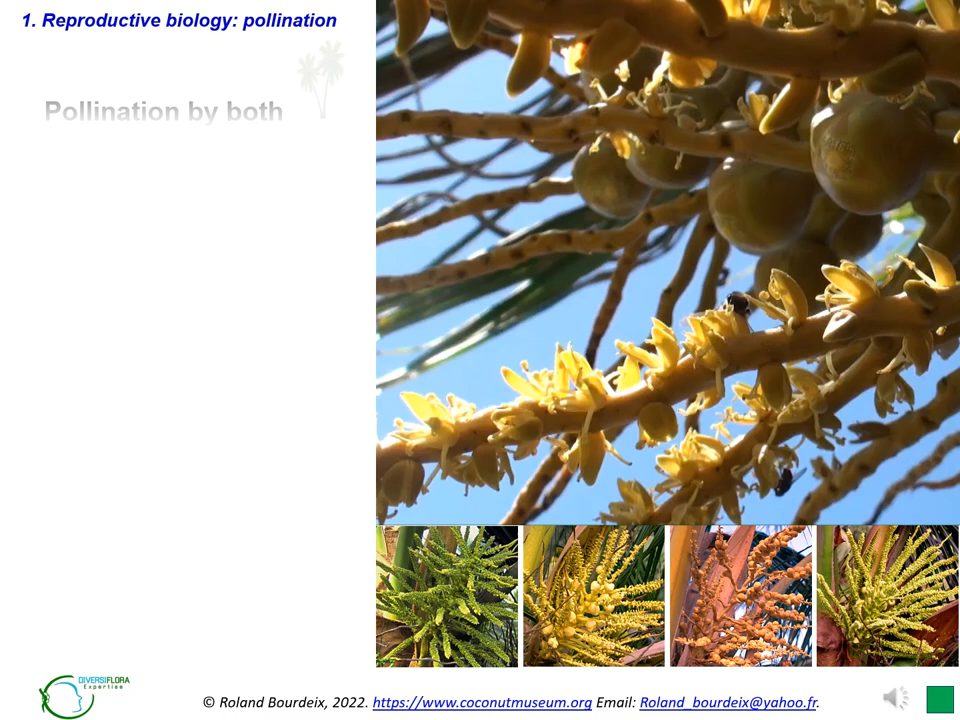 1. Reproductive biology: pollination
Pollination by both
DIVERSIFLORA
Expertise
© Roland Bourdeix, 2022. https://www.coconutmuseum.org Email: Roland_bourdeix@yahoo.fr.